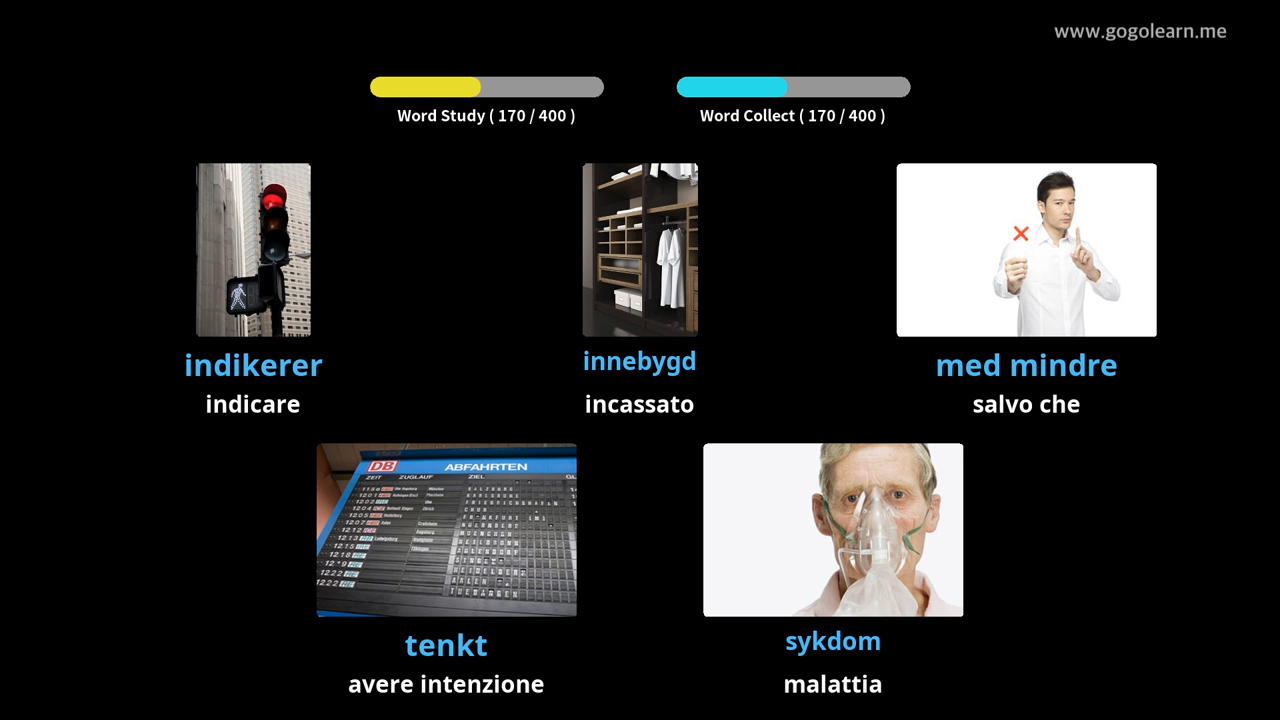 www.gogolearn.me
Word Study ( 170 / 400 )
Word Collect ( 170 / 400 )
indikerer
indicare
innebygd
incassato
med mindre
salvo che
DB ABFAHRTEN
ZEIT ZUGLAUF ZIEL
tenkt
avere intenzione
sykdom
malattia